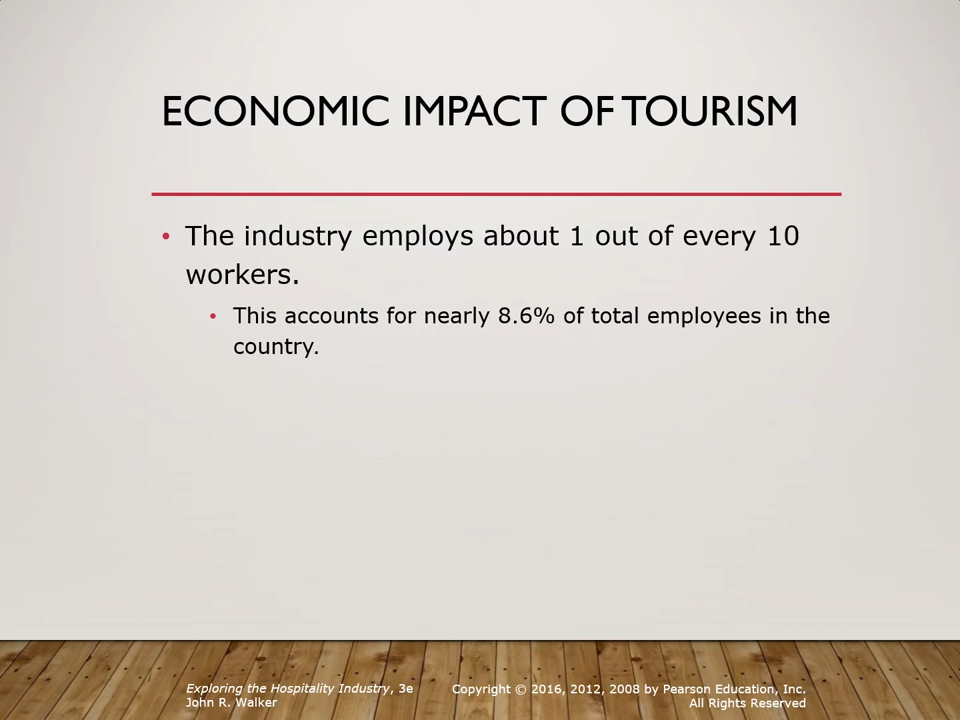 ECONOMIC IMPACT OF TOURISM
• The industry employs about 1 out of every 10
workers.
• This accounts for nearly 8.6% of total employees in the
country.
Exploring the Hospitality Industry, 3e
John R. Walker
Copyright © 2016, 2012, 2008 by Pearson Education, Inc.
All Rights Reserved